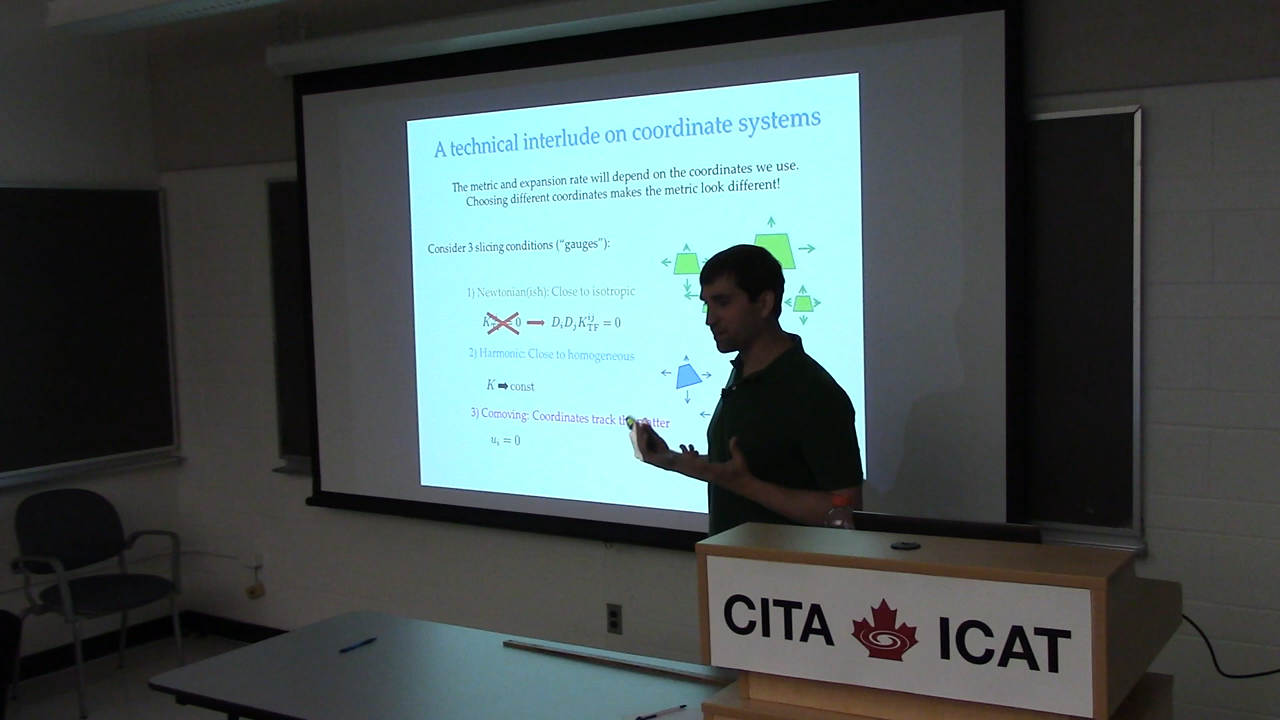 A technical interlude on coordinate systems
The metric and expansion rate will depend on the coordinates we use.
Choosing different coordinates makes the metric look different!
Consider 3 slicing conditions ("gauges"):
1) Newtonian(ish): Close to isotropic
= 0 ➡ D_i D_j K_TF^ij = 0
2) Harmonic: Close to homogeneous
K ➡ const
3) Comoving: Coordinates track
u_i = 0
CITA ICAT